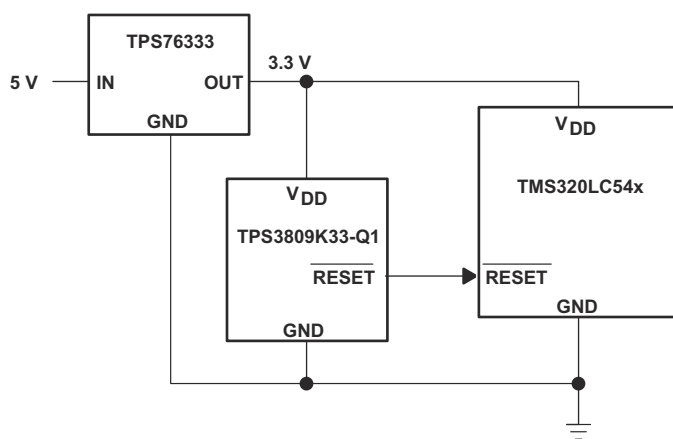 TPS76333
3.3 V
5 V
IN
OUT
GND
VDD
TMS320LC54x
VDD
TPS3809K33-Q1
RESET
RESET
GND
GND